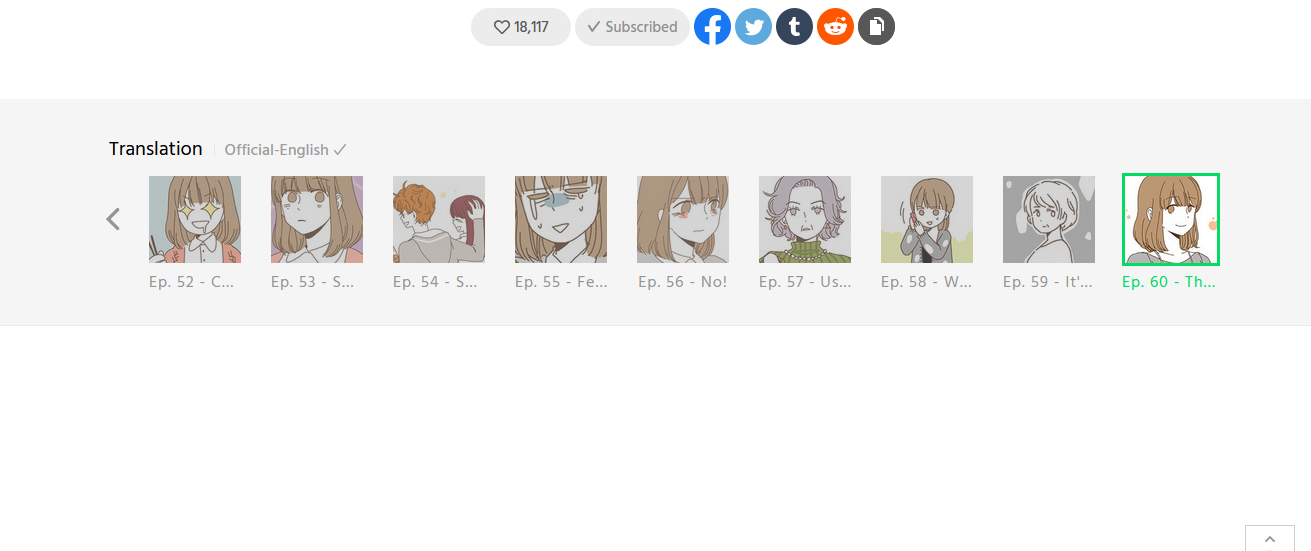 18,117 Subscribed
Translation Official-English
Ep. 52 - C... Ep. 53 - S... Ep. 54 - S... Ep. 55 - Fe... Ep. 56 - No! Ep. 57 - Us... Ep. 58 - W... Ep. 59 - It'... Ep. 60 - Th...